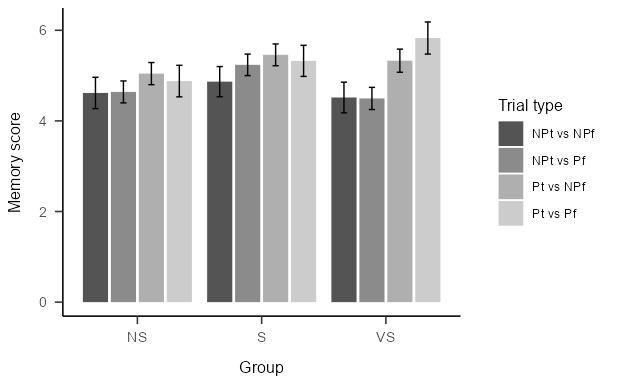 6
4
2
0
Memory score
NS
S
VS
Group
Trial type
NPt vs NPf
NPt vs Pf
Pt vs NPf
Pt vs Pf